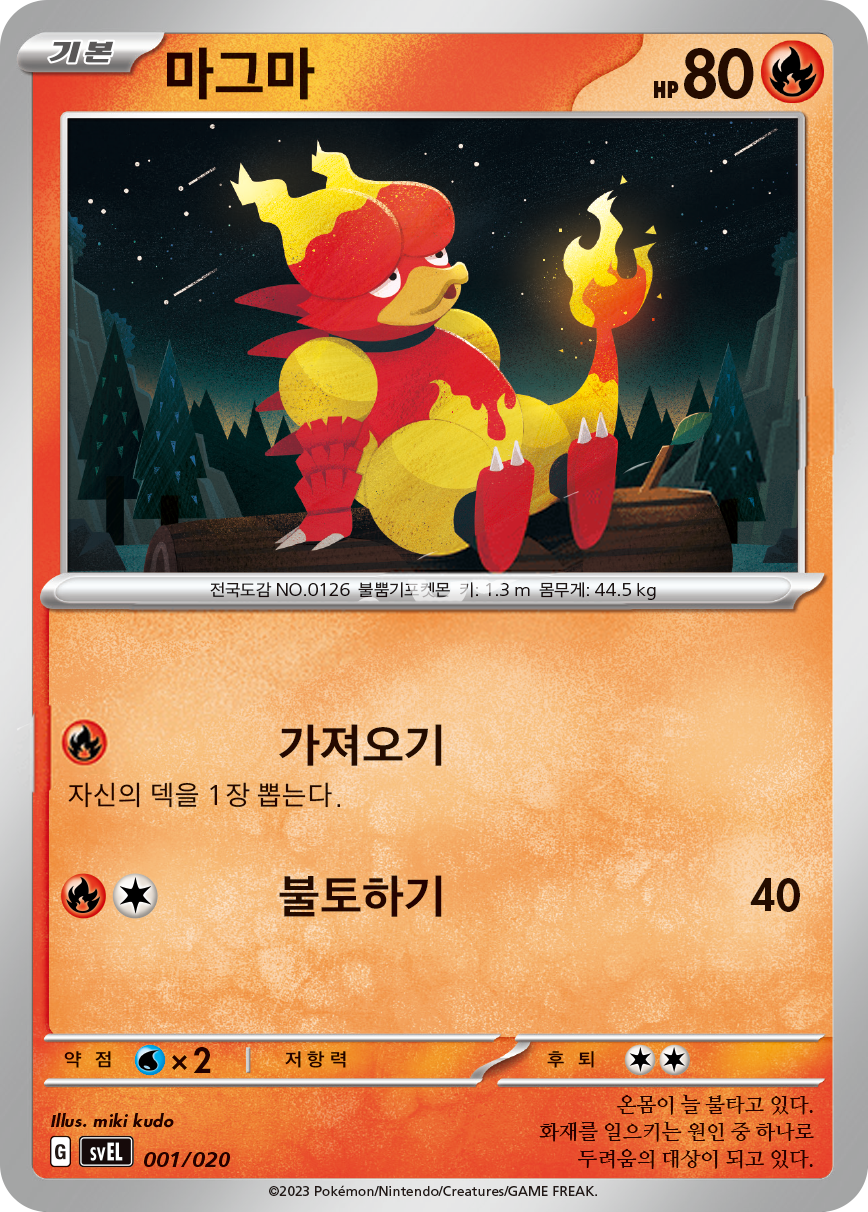 기본 마그마 HP 80
전국도감 NO.0126 불뿜기포켓몬 키: 1.3 m 몸무게: 44.5 kg
가져오기
자신의 덱을 1장 뽑는다.
불토하기 40
약점 ×2 저항력 후퇴
온몸이 늘 불타고 있다.
화재를 일으키는 원인 중 하나로
두려움의 대상이 되고 있다.
Illus. miki kudo
G svEL 001/020
©2023 Pokémon/Nintendo/Creatures/GAME FREAK.